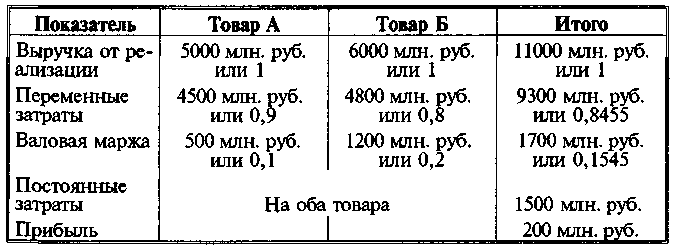 Показатель Товар А Товар Б Итого
Выручка от ре- 5000 млн. руб. 6000 млн. руб. 11000 млн. руб.
ализации или 1 или 1 или 1
Переменные 4500 млн. руб. 4800 млн. руб. 9300 млн. руб.
затраты или 0,9 или 0,8 или 0,8455
Валовая маржа 500 млн. руб. 1200 млн. руб. 1700 млн. руб.
или 0,1 или 0,2 или 0,1545
Постоянные
затраты На оба товара 1500 млн. руб.
Прибыль 200 млн. руб.